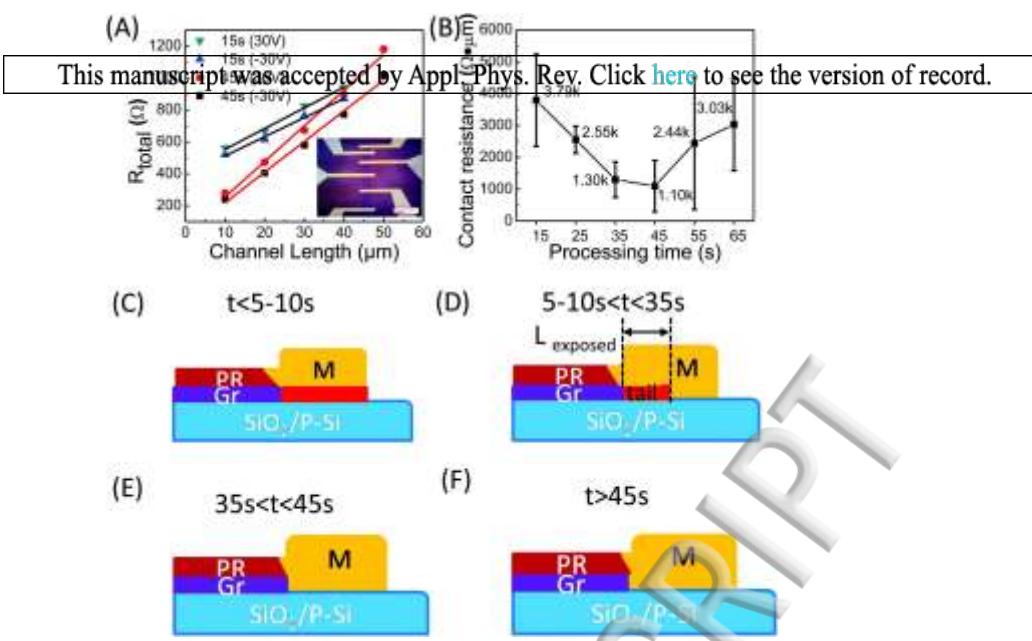 (A)
1200
800
600
400
200
R_total (Ω)
15s (30V)
15s (-30V)
45s (-30V)
0 10 20 30 40 50 60
Channel Length (µm)
(B)
6000
4000
3000
2000
1000
0
Contact resistance (Ω•µm)
3.79k
2.55k
1.30k
1.10k
2.44k
3.03k
15 25 35 45 55 65
Processing time (s)
This manuscript was accepted by Appl. Phys. Rev. Click here to see the version of record.
(C)
t<5-10s
M
PR
Gr
SiO2/P-Si
(D)
5-10s<t<35s
L exposed
M
PR
Gr
tail
SiO2/P-Si
(E)
35s<t<45s
M
PR
Gr
SiO2/P-Si
(F)
t>45s
M
PR
Gr
SiO2/P-Si
RIPT